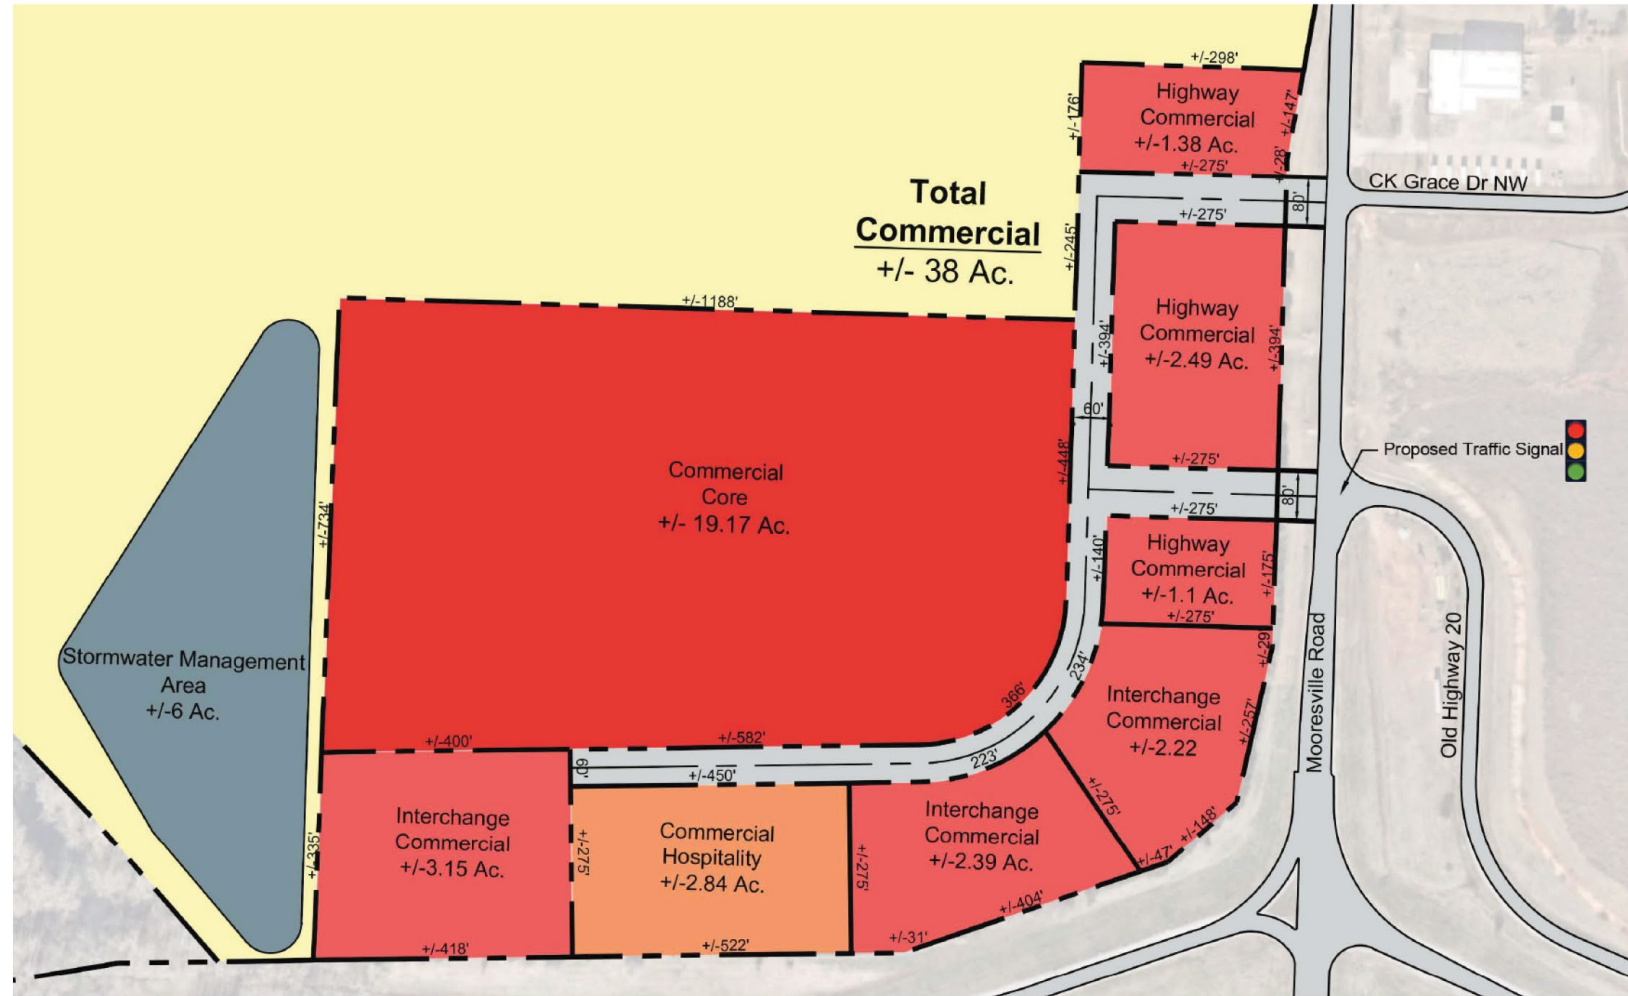 +/-298'
Highway
Commercial
+/-1.38 Ac.
+/-176'
+/-147'
+/-28'
+/-275'
CK Grace Dr NW
80'
+/-275'
Total
Commercial
+/- 38 Ac.
+/-245'
Highway
Commercial
+/-2.49 Ac.
+/-394'
+/-394'
+/-1188'
60'
+/-448'
+/-275'
Proposed Traffic Signal
80'
+/-275'
Commercial
Core
+/- 19.17 Ac.
+/-734'
+/-140'
Highway
Commercial
+/-1.1 Ac.
+/-175'
+/-275'
+/-29'
Stormwater Management
Area
+/-6 Ac.
234'
366'
Interchange
Commercial
+/-2.22
+/-257'
Mooresville Road
Old Highway 20
+/-400'
+/-582'
60'
+/-450'
223'
+/-275'
+/-148'
+/-47'
Interchange
Commercial
+/-3.15 Ac.
+/-335'
+/-275'
Commercial
Hospitality
+/-2.84 Ac.
+/-275'
Interchange
Commercial
+/-2.39 Ac.
+/-404'
+/-31'
+/-418'
+/-522'